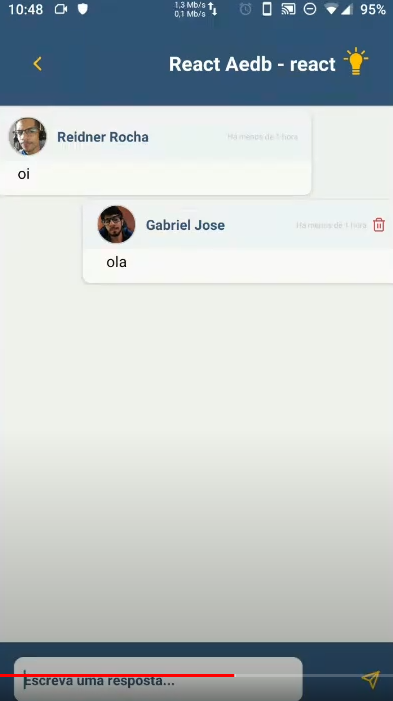 10:48
1,3 Mb/s
0,1 Mb/s
95%
React Aedb - react
Reidner Rocha
Há menos de 1 hora
oi
Gabriel Jose
Há menos de 1 hora
ola
Escreva uma resposta...